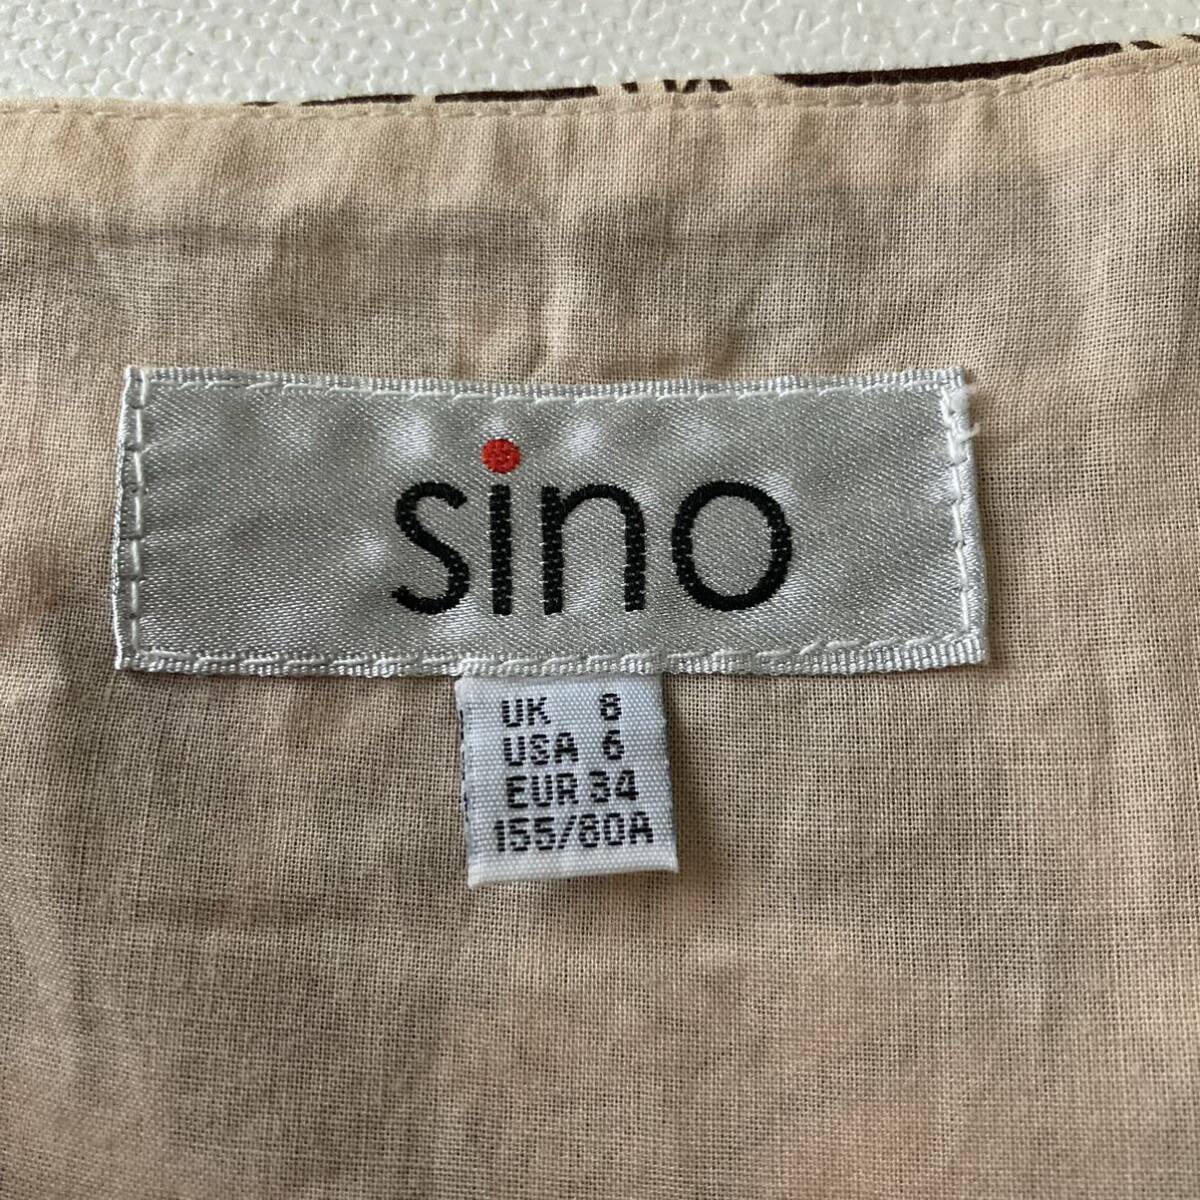 sino
UK 8
USA 6
EUR 34
155/80A